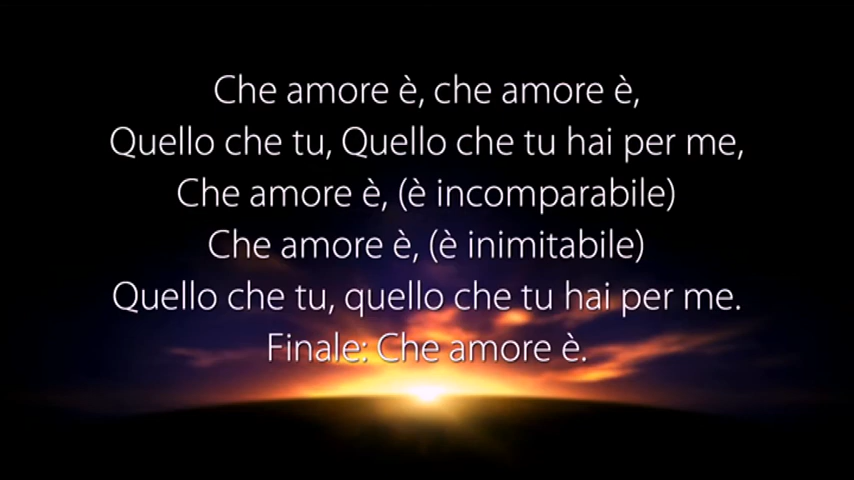 Che amore è, che amore è,
Quello che tu, Quello che tu hai per me,
Che amore è, (è incomparabile)
Che amore è, (è inimitabile)
Quello che tu, quello che tu hai per me.
Finale: Che amore è.